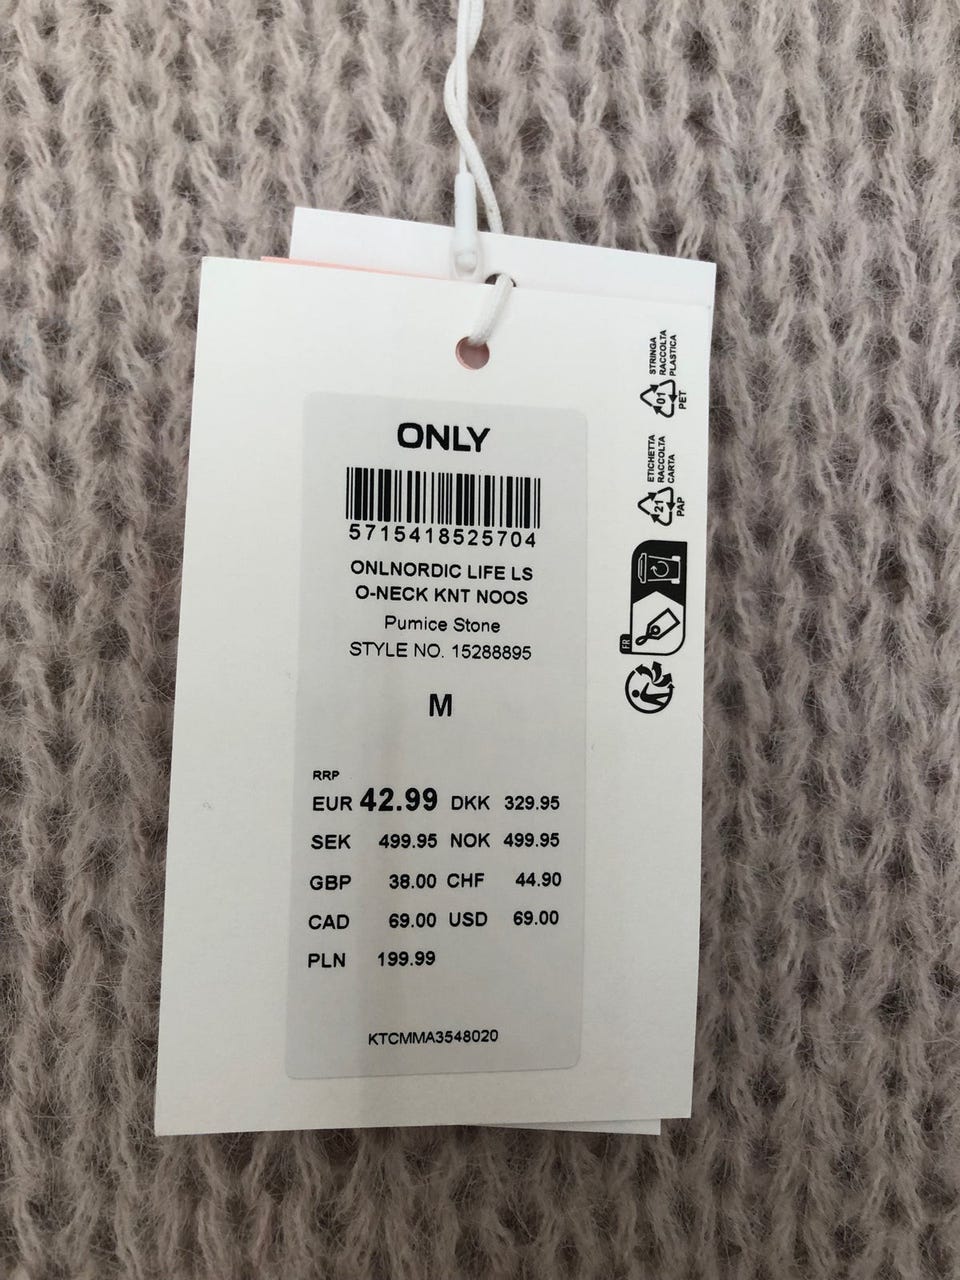 ONLY
5715418525704
ONLNORDIC LIFE LS
O-NECK KNT NOOS
Pumice Stone
STYLE NO. 15288895
M
RRP
EUR 42.99 DKK 329.95
SEK 499.95 NOK 499.95
GBP 38.00 CHF 44.90
CAD 69.00 USD 69.00
PLN 199.99
KTCMMA3548020
STRINGA
RACCOLTA
PLASTICA
01
PET
ETICHETTA
RACCOLTA
CARTA
21
PAP
FR